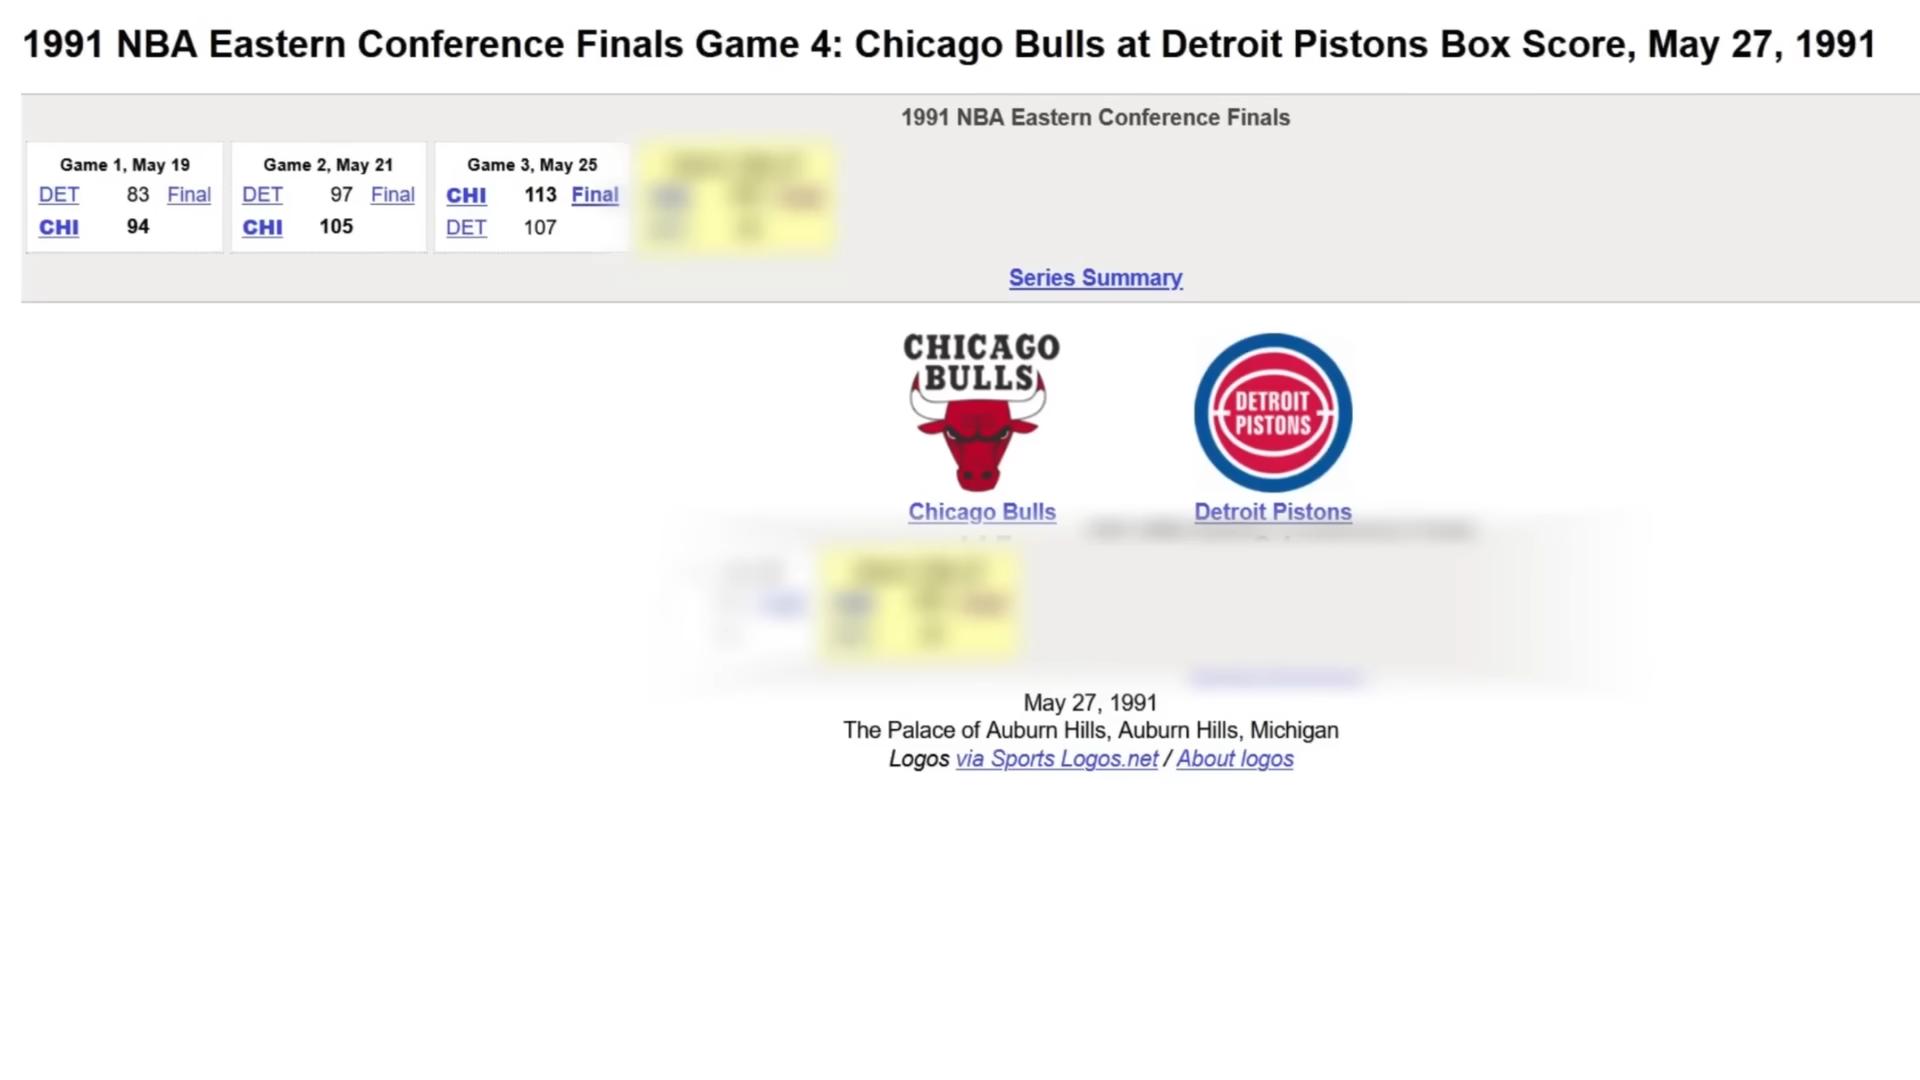 1991 NBA Eastern Conference Finals Game 4: Chicago Bulls at Detroit Pistons Box Score, May 27, 1991
1991 NBA Eastern Conference Finals
Game 1, May 19
DET 83 Final
CHI 94
Game 2, May 21
DET 97 Final
CHI 105
Game 3, May 25
CHI 113 Final
DET 107
Series Summary
CHICAGO
BULLS
DETROIT
PISTONS
Chicago Bulls
Detroit Pistons
May 27, 1991
The Palace of Auburn Hills, Auburn Hills, Michigan
Logos via Sports Logos.net / About logos